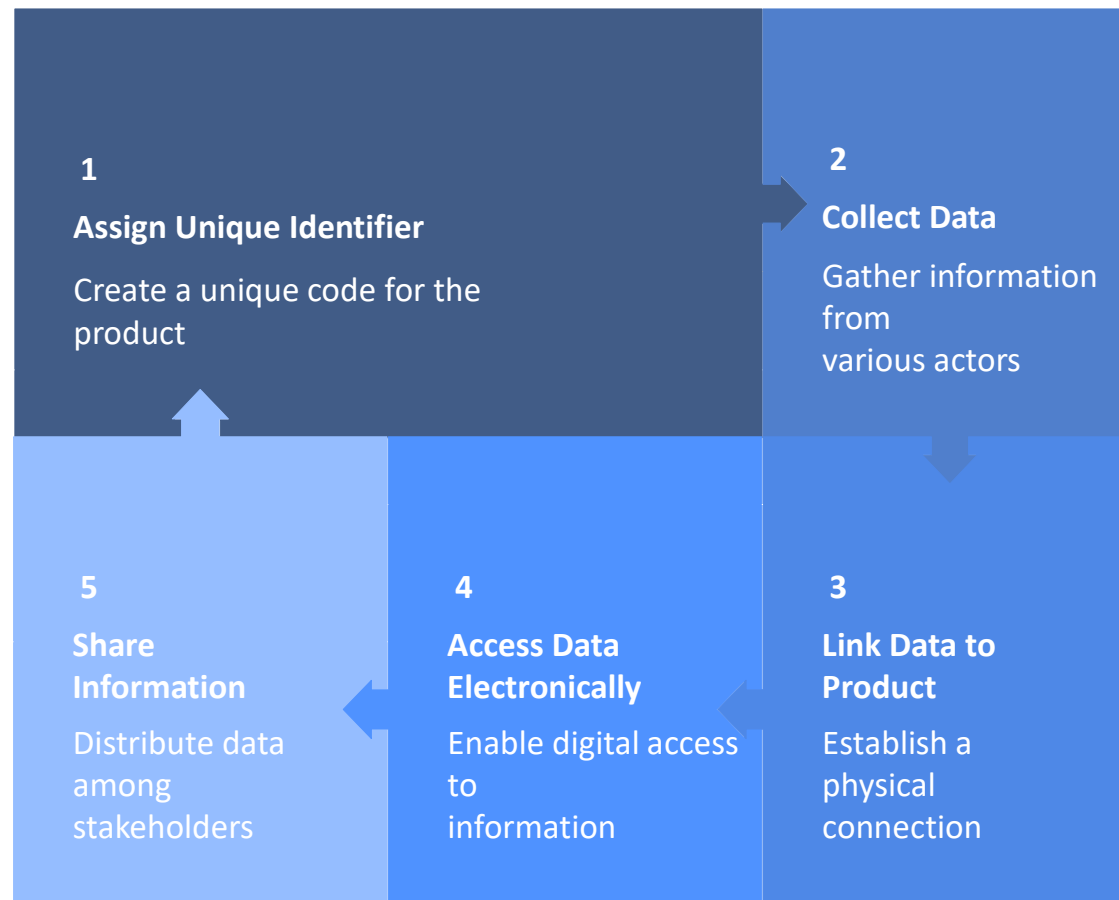 1
Assign Unique Identifier
Create a unique code for the
product
2
Collect Data
Gather information
from
various actors
3
Link Data to
Product
Establish a
physical
connection
4
Access Data
Electronically
Enable digital access
to
information
5
Share
Information
Distribute data
among
stakeholders